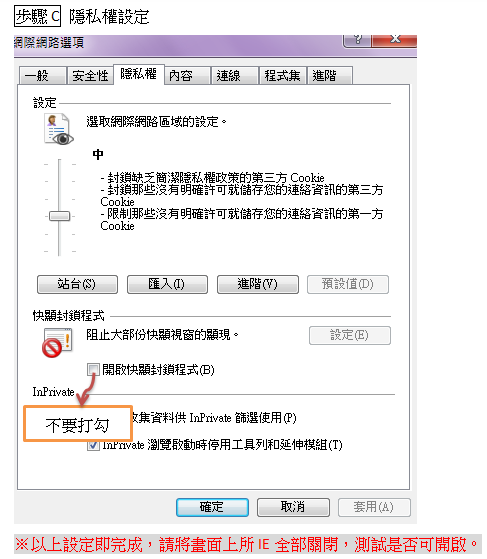 步驟 C 隱私權設定
網際網路選項
?
一般 安全性 隱私權 內容 連線 程式集 進階
設定
選取網際網路區域的設定。
中
- 封鎖缺乏簡潔隱私權政策的第三方 Cookie
- 封鎖那些沒有明確許可就儲存您的連絡資訊的第三方
Cookie
- 限制那些沒有明確許可就儲存您的連絡資訊的第一方
Cookie
站台(S) 匯入(I) 進階(V) 預設值(D)
快顯封鎖程式
阻止大部份快顯視窗的顯現。 設定(E)
開啟快顯封鎖程式(B)
InPrivate
不要打勾
收集資料供 InPrivate 篩選使用(P)
InPrivate 瀏覽啟動時停用工具列和延伸模組(T)
確定 取消 套用(A)
※以上設定即完成，請將畫面上所 IE 全部關閉，測試是否可開啟。